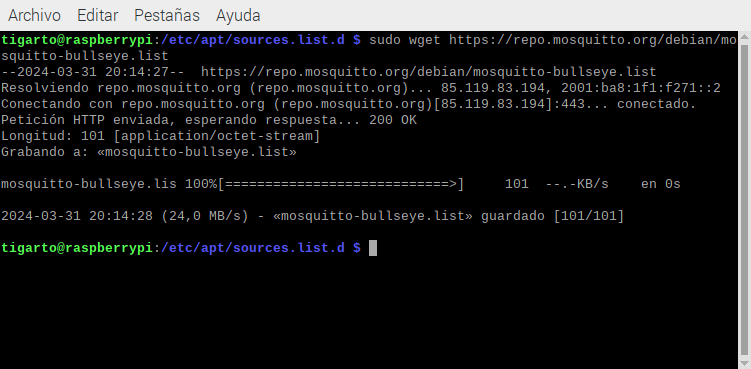 Archivo Editar Pestañas Ayuda
tigarto@raspberrypi:/etc/apt/sources.list.d $ sudo wget https://repo.mosquitto.org/debian/mo
squitto-bullseye.list
--2024-03-31 20:14:27--  https://repo.mosquitto.org/debian/mosquitto-bullseye.list
Resolviendo repo.mosquitto.org (repo.mosquitto.org)... 85.119.83.194, 2001:ba8:1f1:f271::2
Conectando con repo.mosquitto.org (repo.mosquitto.org)[85.119.83.194]:443... conectado.
Petición HTTP enviada, esperando respuesta... 200 OK
Longitud: 101 [application/octet-stream]
Grabando a: «mosquitto-bullseye.list»
mosquitto-bullseye.lis 100%[============================>]     101  --.-KB/s    en 0s
2024-03-31 20:14:28 (24,0 MB/s) - «mosquitto-bullseye.list» guardado [101/101]
tigarto@raspberrypi:/etc/apt/sources.list.d $